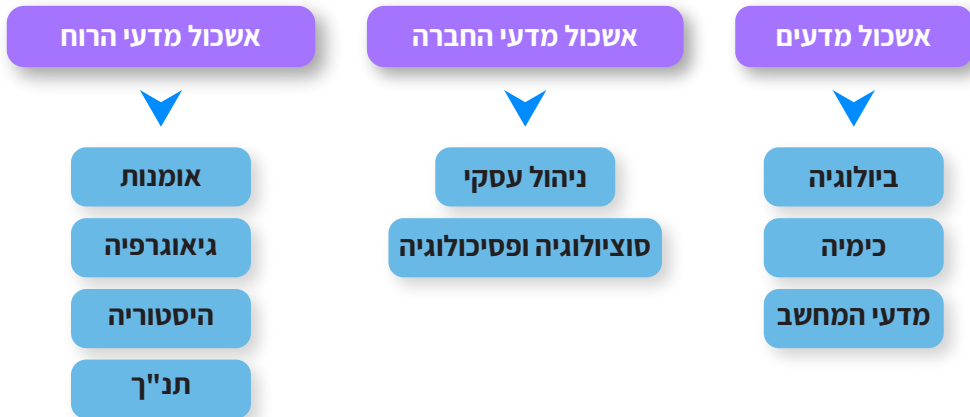 אשכול מדעים
ביולוגיה
כימיה
מדעי המחשב
אשכול מדעי החברה
ניהול עסקי
סוציולוגיה ופסיכולוגיה
אשכול מדעי הרוח
אומנות
גיאוגרפיה
היסטוריה
תנ"ך